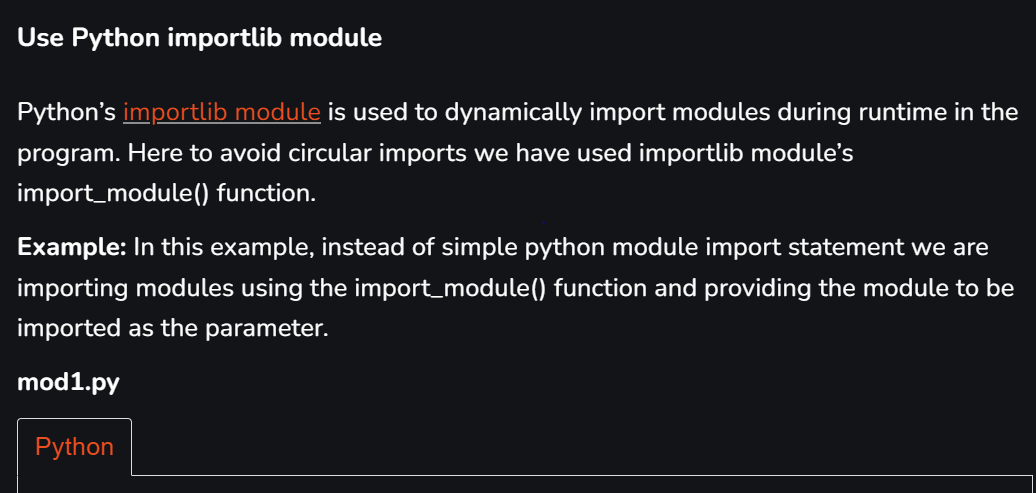 Use Python importlib module
Python’s importlib module is used to dynamically import modules during runtime in the
program. Here to avoid circular imports we have used importlib module’s
import_module() function.
Example: In this example, instead of simple python module import statement we are
importing modules using the import_module() function and providing the module to be
imported as the parameter.
mod1.py
Python